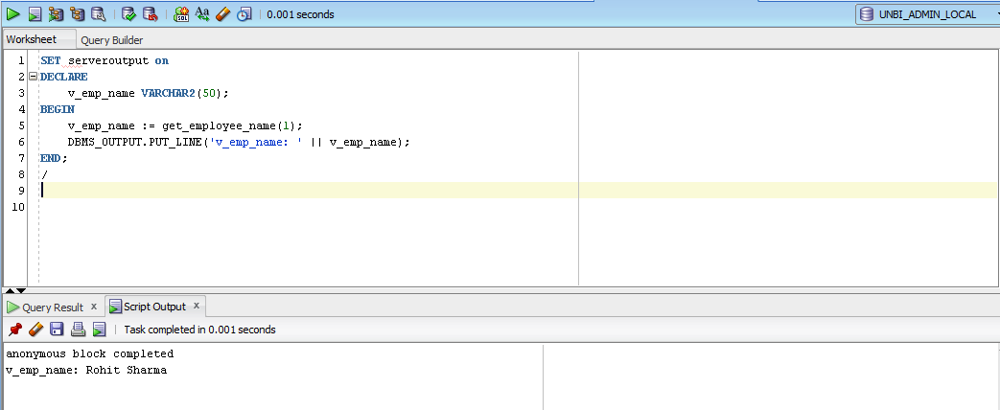 0.001 seconds
UNBI_ADMIN_LOCAL
Worksheet Query Builder
1 SET serveroutput on
2 DECLARE
3 v_emp_name VARCHAR2(50);
4 BEGIN
5 v_emp_name := get_employee_name(1);
6 DBMS_OUTPUT.PUT_LINE('v_emp_name: ' || v_emp_name);
7 END;
8 /
9
10
Query Result x Script Output x
Task completed in 0.001 seconds
anonymous block completed
v_emp_name: Rohit Sharma